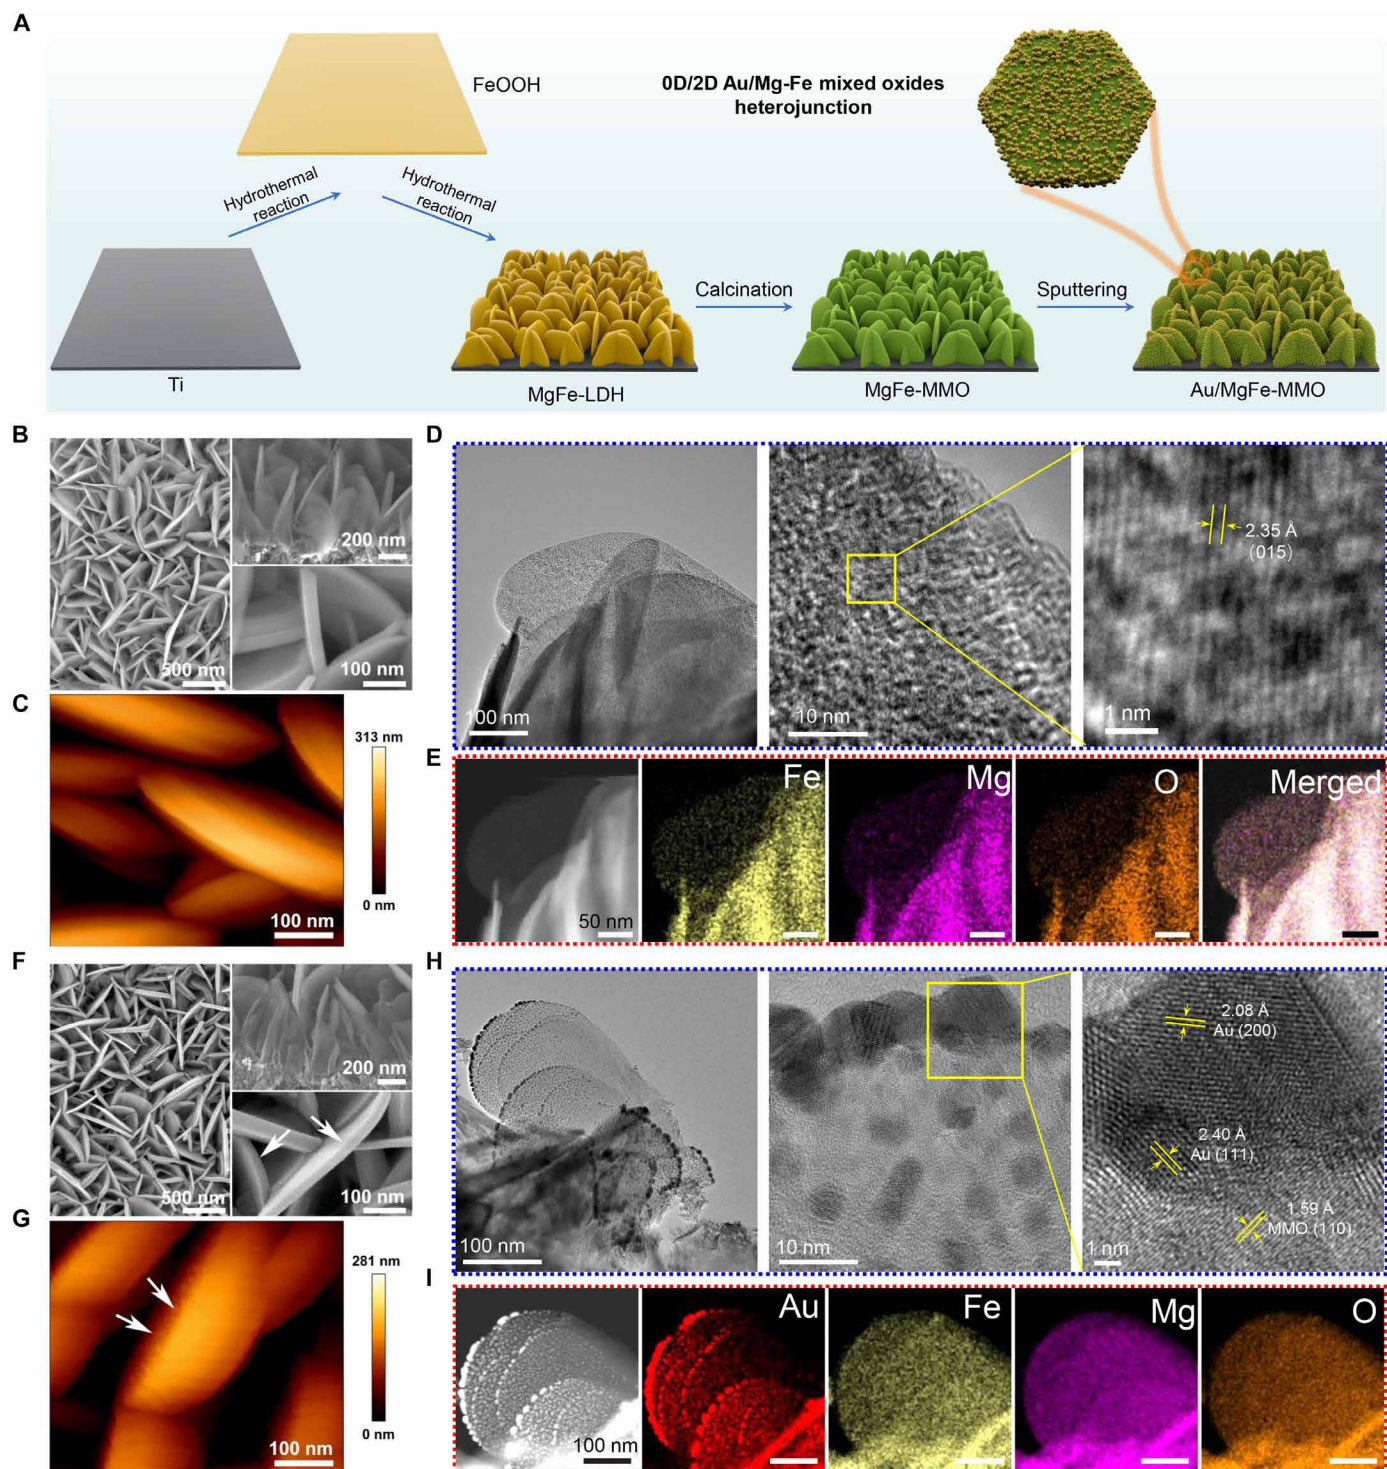 A
FeOOH
0D/2D Au/Mg-Fe mixed oxides
heterojunction
Hydrothermal
reaction
Hydrothermal
reaction
Calcination
Sputtering
Ti
MgFe-LDH
MgFe-MMO
Au/MgFe-MMO
B
500 nm
200 nm
100 nm
D
100 nm
10 nm
2.35 Å
(015)
1 nm
C
313 nm
0 nm
100 nm
E
50 nm
Fe
Mg
O
Merged
F
500 nm
200 nm
100 nm
H
100 nm
10 nm
2.08 Å
Au (200)
2.40 Å
Au (111)
1.59 Å
MMO (110)
1 nm
G
281 nm
0 nm
100 nm
I
100 nm
Au
Fe
Mg
O